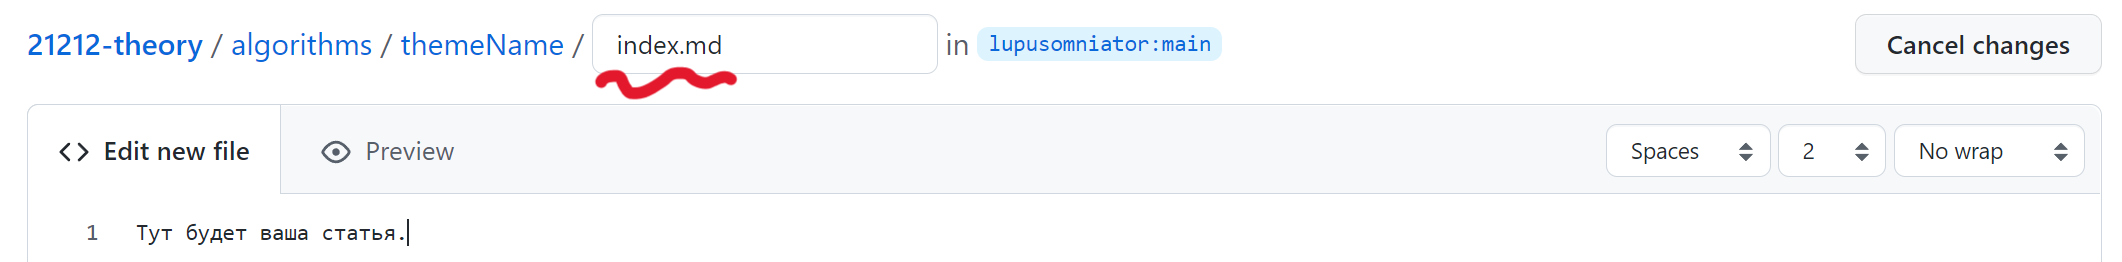 21212-theory / algorithms / themeName / index.md in lupusomniator:main Cancel changes
Edit new file Preview Spaces 2 No wrap
1 Тут будет ваша статья.